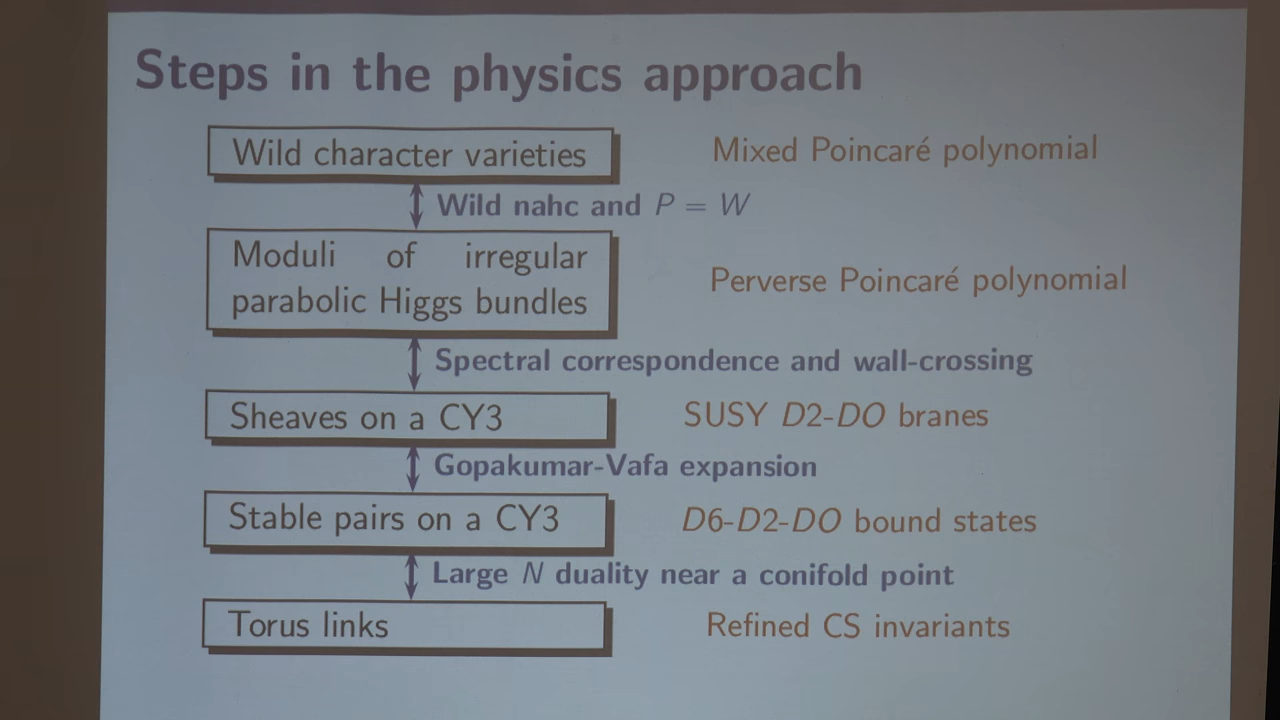 Steps in the physics approach
Wild character varieties
Mixed Poincaré polynomial
Wild nahc and P = W
Moduli of irregular
parabolic Higgs bundles
Perverse Poincaré polynomial
Spectral correspondence and wall-crossing
Sheaves on a CY3
SUSY D2-DO branes
Gopakumar-Vafa expansion
Stable pairs on a CY3
D6-D2-DO bound states
Large N duality near a conifold point
Torus links
Refined CS invariants